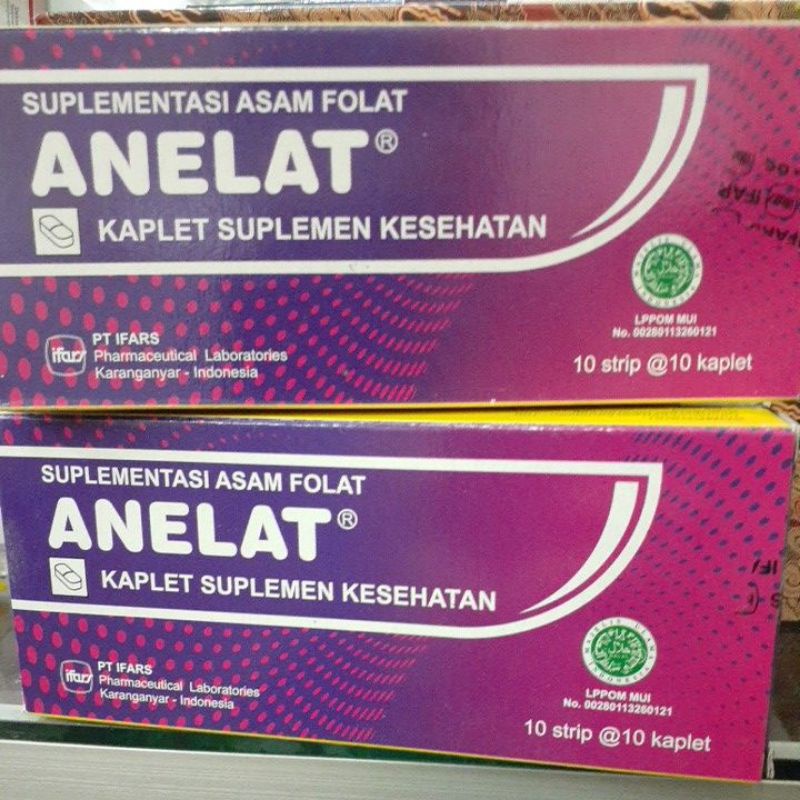 SUPLEMENTASI ASAM FOLAT
ANELAT®
KAPLET SUPLEMEN KESEHATAN
LPPOM MUI
No. 00280113260121
ifars
PT IFARS
Pharmaceutical Laboratories
Karanganyar - Indonesia
10 strip @10 kaplet
SUPLEMENTASI ASAM FOLAT
ANELAT®
KAPLET SUPLEMEN KESEHATAN
LPPOM MUI
No. 00280113260121
ifars
PT IFARS
Pharmaceutical Laboratories
Karanganyar - Indonesia
10 strip @10 kaplet